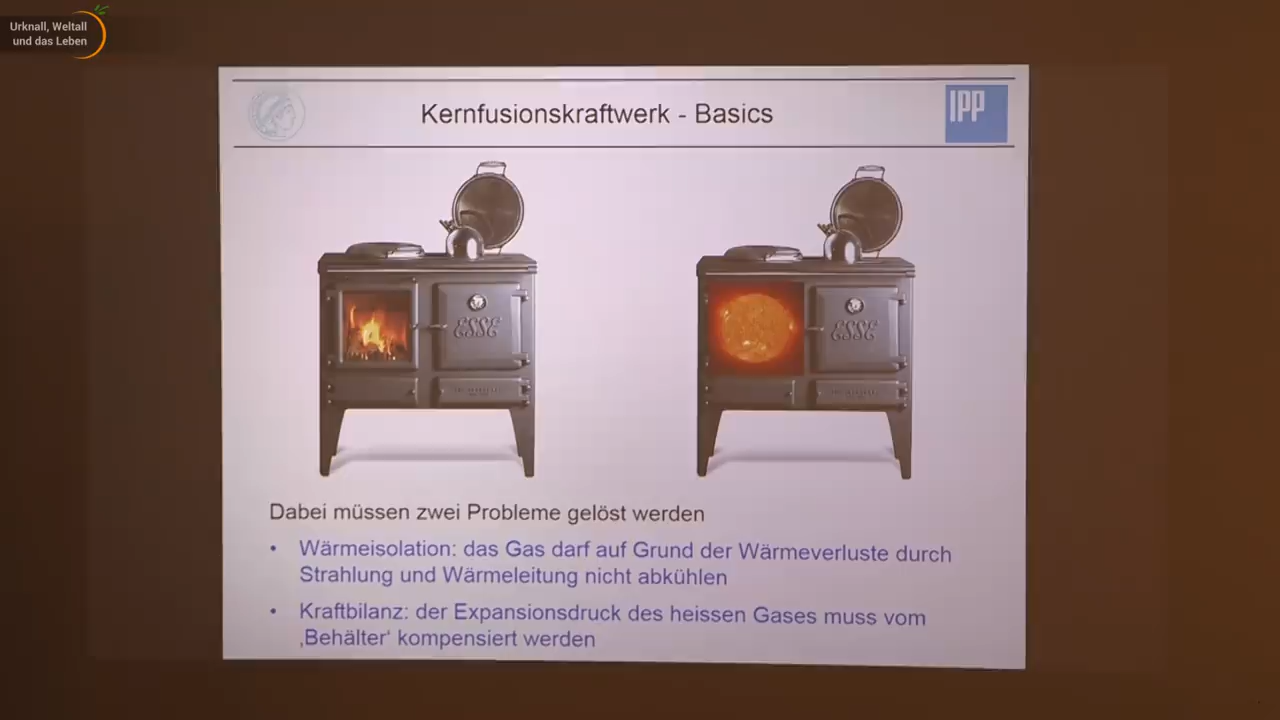 Urknall, Weltall
und das Leben
Kernfusionskraftwerk - Basics
IPP
ESSE
ESSE
Dabei müssen zwei Probleme gelöst werden
• Wärmeisolation: das Gas darf auf Grund der Wärmeverluste durch
Strahlung und Wärmeleitung nicht abkühlen
• Kraftbilanz: der Expansionsdruck des heissen Gases muss vom
‚Behälter‘ kompensiert werden